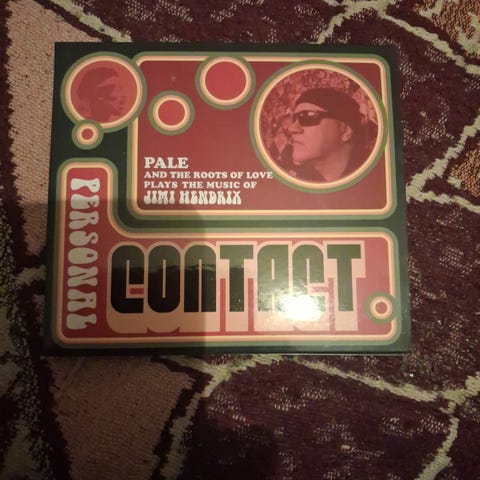 PALE
AND THE ROOTS OF LOVE
PLAYS THE MUSIC OF
JIMI HENDRIX
PERSONAL
CONTACT